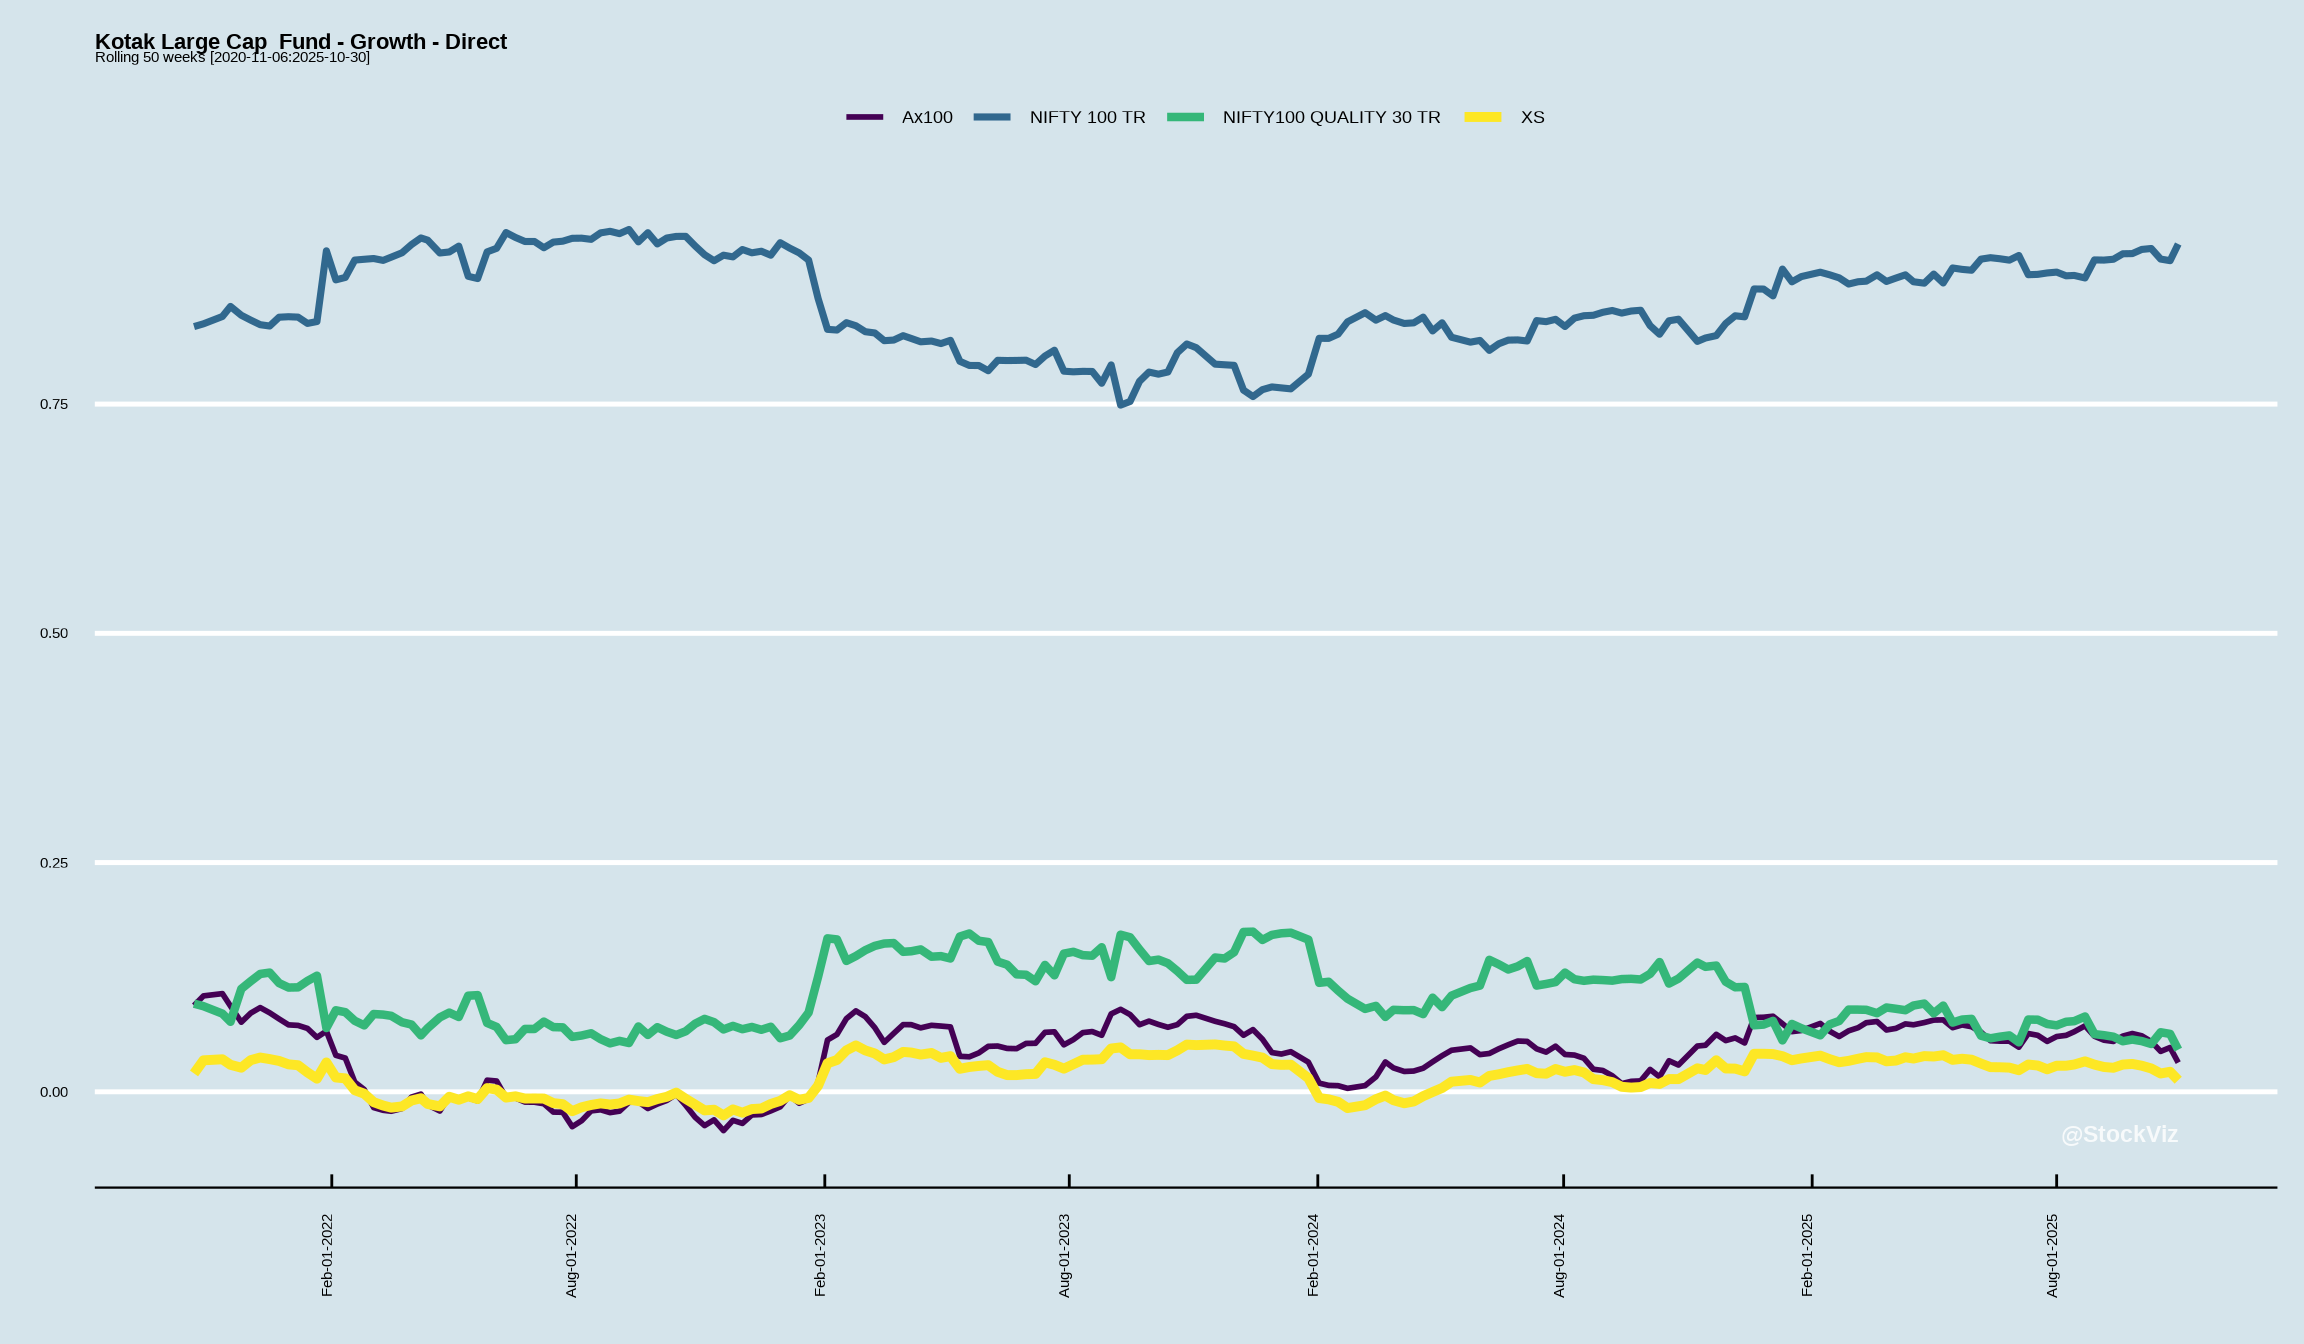 Kotak Large Cap  Fund - Growth - Direct
Rolling 50 weeks [2020-11-06:2025-10-30]
Ax100 NIFTY 100 TR NIFTY100 QUALITY 30 TR XS
0.75
0.50
0.25
0.00
@StockViz
Feb-01-2022
Aug-01-2022
Feb-01-2023
Aug-01-2023
Feb-01-2024
Aug-01-2024
Feb-01-2025
Aug-01-2025